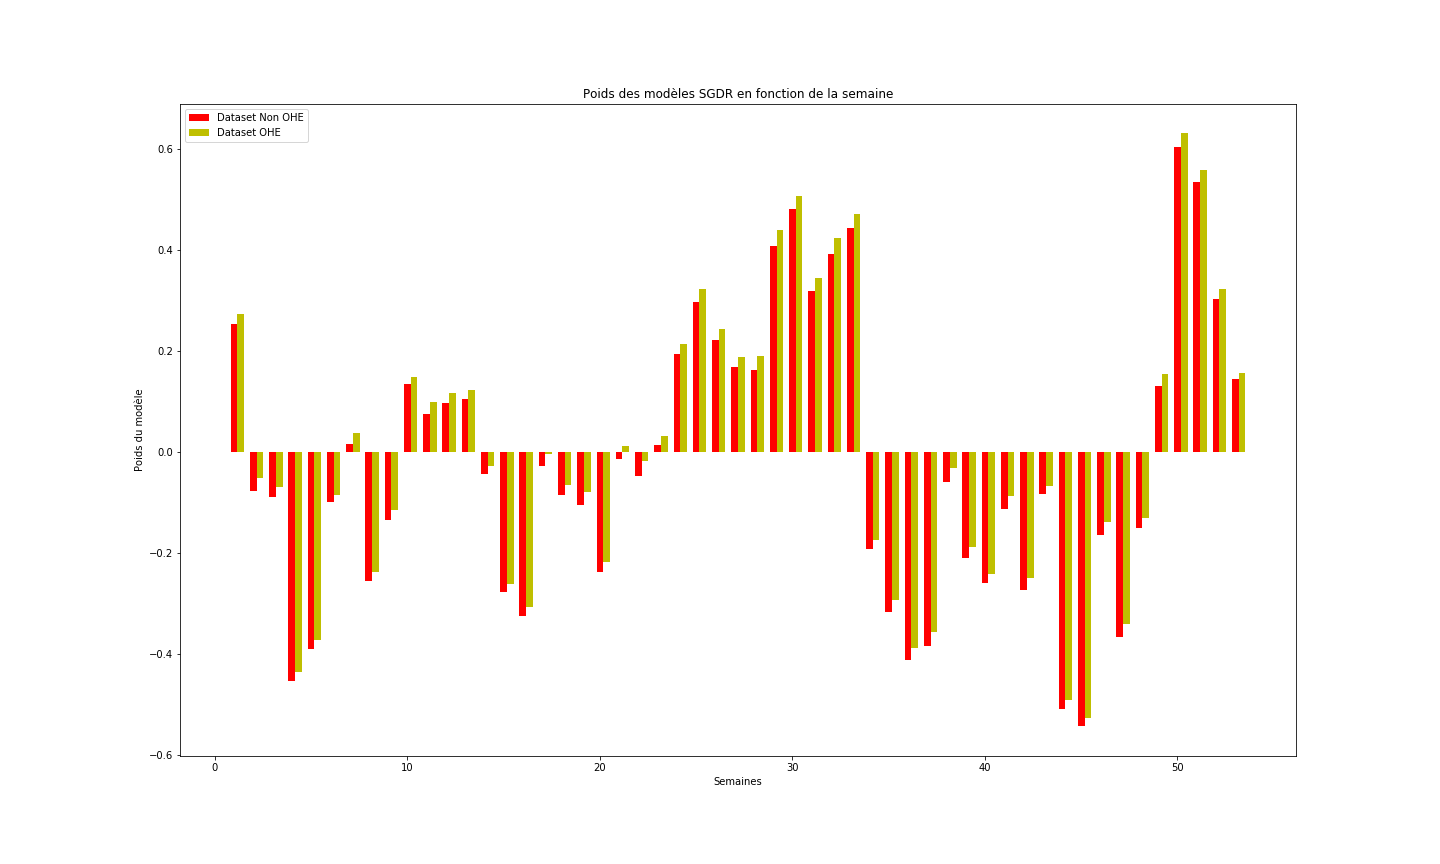 Poids des modèles SGDR en fonction de la semaine
Dataset Non OHE
Dataset OHE
0.6
0.4
0.2
0.0
−0.2
−0.4
−0.6
Poids du modèle
0 10 20 30 40 50
Semaines